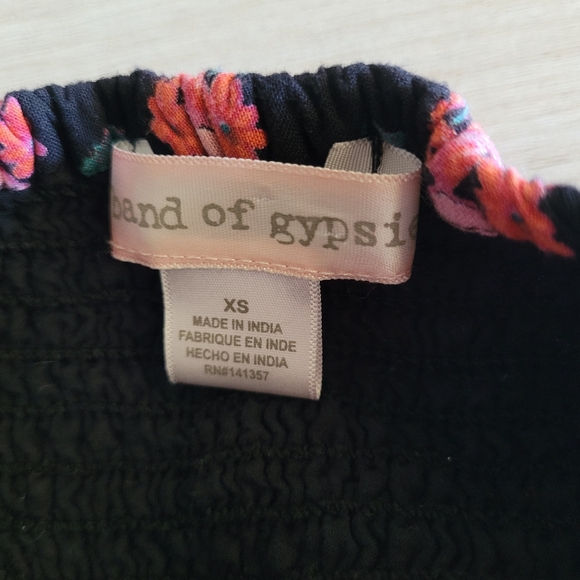 band of gypsie
XS
MADE IN INDIA
FABRIQUE EN INDE
HECHO EN INDIA
RN#141357